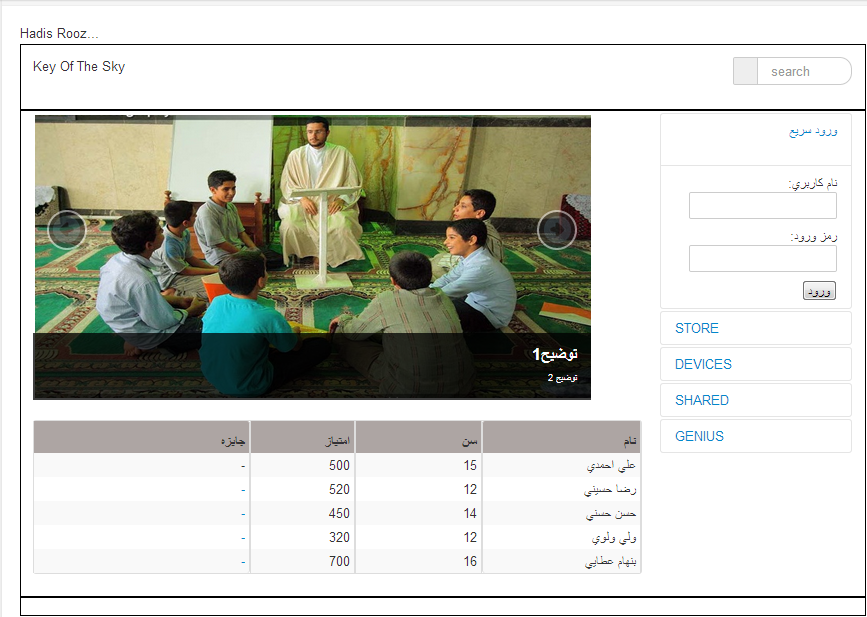 Hadis Rooz...
Key Of The Sky
search
ورود سريع
نام كاربري:
رمز ورود:
ورود
STORE
DEVICES
SHARED
GENIUS
توضيح1
توضيح 2
نام سن امتياز جايزه
علي احمدي 15 500 -
رضا حسيني 12 520 -
حسن حسني 14 450 -
ولي ولوي 12 320 -
بنهام عطايي 16 700 -